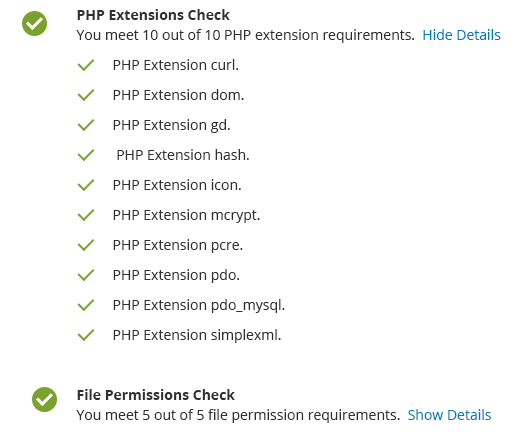 PHP Extensions Check
You meet 10 out of 10 PHP extension requirements. Hide Details
PHP Extension curl.
PHP Extension dom.
PHP Extension gd.
PHP Extension hash.
PHP Extension icon.
PHP Extension mcrypt.
PHP Extension pcre.
PHP Extension pdo.
PHP Extension pdo_mysql.
PHP Extension simplexml.
File Permissions Check
You meet 5 out of 5 file permission requirements. Show Details